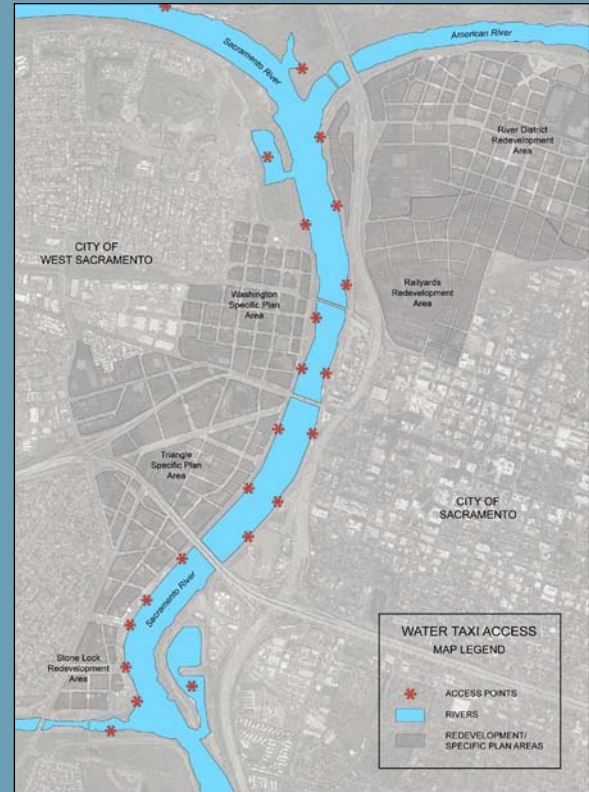 Sacramento River
American River
River District
Redevelopment
Area
CITY OF
WEST SACRAMENTO
Washington
Specific Plan
Area
Railyards
Redevelopment
Area
Triangle
Specific Plan
Area
CITY OF
SACRAMENTO
Sacramento River
Stone Lock
Redevelopment
Area
WATER TAXI ACCESS
MAP LEGEND
ACCESS POINTS
RIVERS
REDEVELOPMENT/
SPECIFIC PLAN AREAS